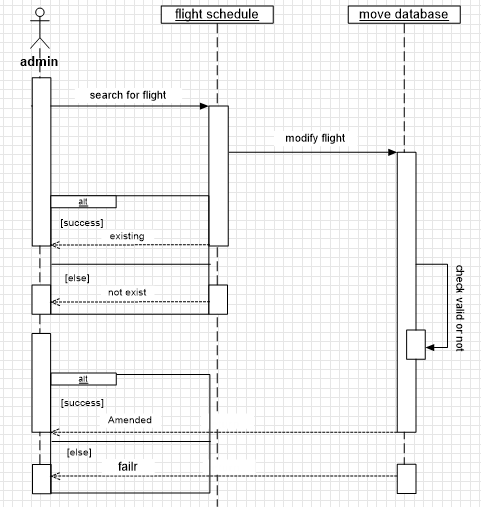 flight schedule
move database
admin
search for flight
modify flight
alt
[success]
existing
[else]
not exist
check valid or not
alt
[success]
Amended
[else]
failr